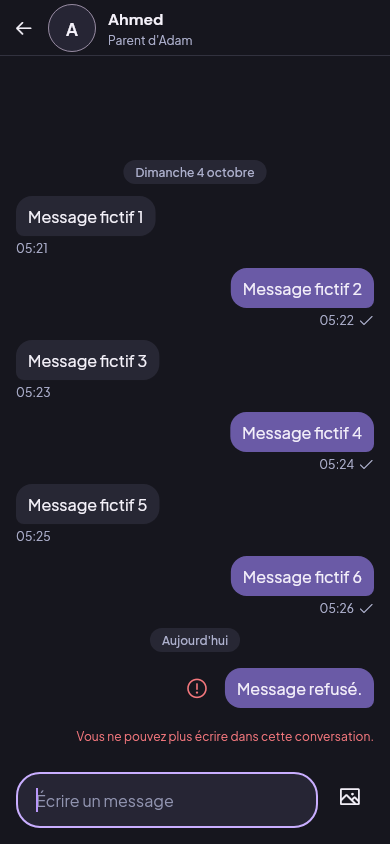 A
Ahmed
Parent d'Adam
Dimanche 4 octobre
Message fictif 1
05:21
Message fictif 2
05:22
Message fictif 3
05:23
Message fictif 4
05:24
Message fictif 5
05:25
Message fictif 6
05:26
Aujourd'hui
Message refusé.
Vous ne pouvez plus écrire dans cette conversation.
Écrire un message